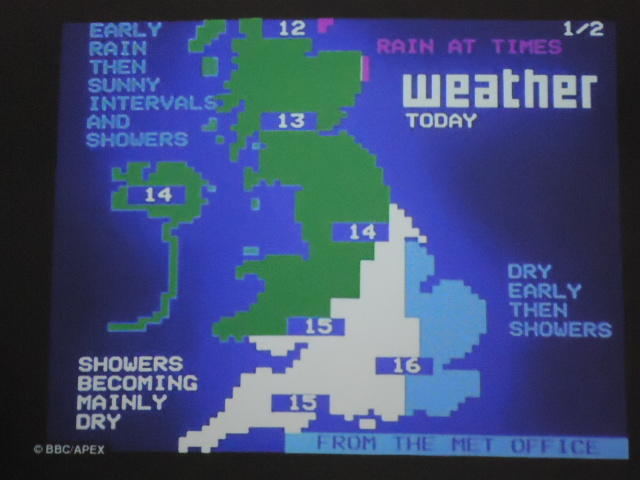 1/2
EARLY
RAIN
THEN
SUNNY
INTERVALS
AND
SHOWERS
12
RAIN AT TIMES
weather
TODAY
13
14
14
DRY
EARLY
THEN
SHOWERS
15
16
15
SHOWERS
BECOMING
MAINLY
DRY
FROM THE MET OFFICE
© BBC/APEX